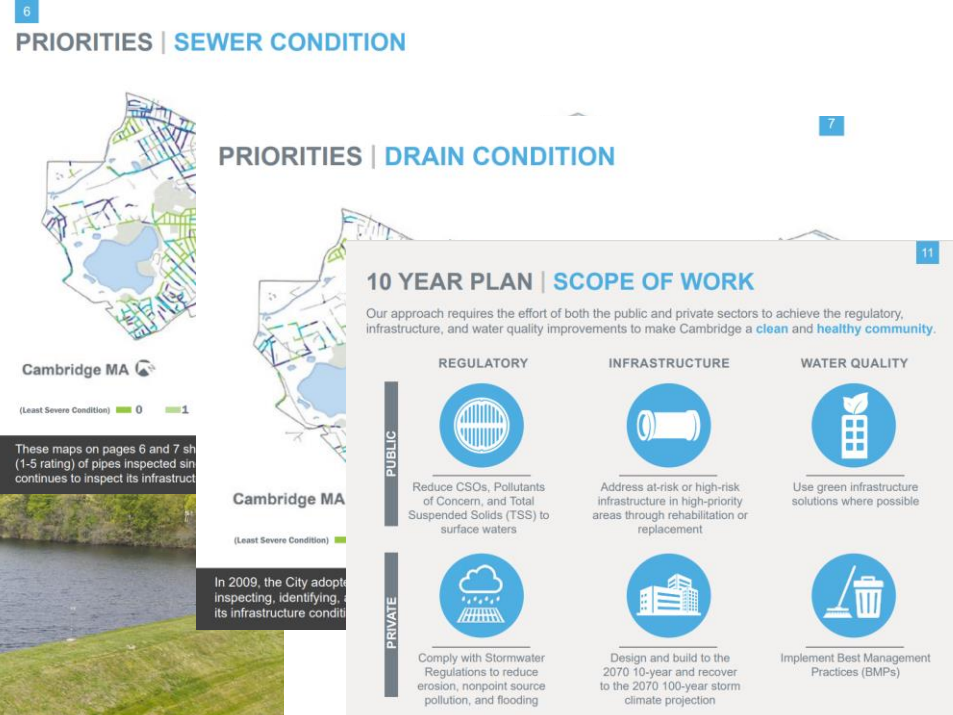 6
PRIORITIES | SEWER CONDITION
Cambridge MA
(Least Severe Condition) 0 1
These maps on pages 6 and 7 sh
(1-5 rating) of pipes inspected sin
continues to inspect its infrastruct
7
PRIORITIES | DRAIN CONDITION
Cambridge MA
(Least Severe Condition)
In 2009, the City adopte
inspecting, identifying,
its infrastructure conditi
11
10 YEAR PLAN | SCOPE OF WORK
Our approach requires the effort of both the public and private sectors to achieve the regulatory,
infrastructure, and water quality improvements to make Cambridge a clean and healthy community.
REGULATORY INFRASTRUCTURE WATER QUALITY
PUBLIC
Reduce CSOs, Pollutants
of Concern, and Total
Suspended Solids (TSS) to
surface waters
Address at-risk or high-risk
infrastructure in high-priority
areas through rehabilitation or
replacement
Use green infrastructure
solutions where possible
PRIVATE
Comply with Stormwater
Regulations to reduce
erosion, nonpoint source
pollution, and flooding
Design and build to the
2070 10-year and recover
to the 2070 100-year storm
climate projection
Implement Best Management
Practices (BMPs)